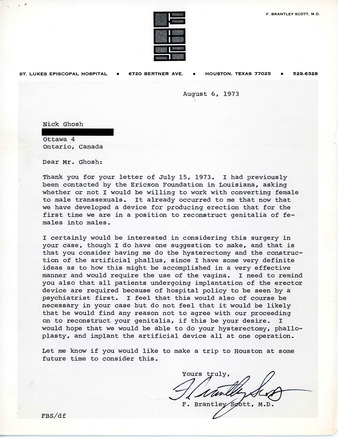 F. BRANTLEY SCOTT, M.D.
ST. LUKES EPISCOPAL HOSPITAL • 6720 BERTNER AVE. • HOUSTON, TEXAS 77025 • 529-6328
August 6, 1973
Nick Ghosh
Ottawa 4
Ontario, Canada
Dear Mr. Ghosh:
Thank you for your letter of July 15, 1973. I had previously
been contacted by the Ericson Foundation in Louisiana, asking
whether or not I would be willing to work with converting female
to male transsexuals. It already occurred to me that now that
we have developed a device for producing erection that for the
first time we are in a position to reconstruct genitalia of fe-
males into males.
I certainly would be interested in considering this surgery in
your case, though I do have one suggestion to make, and that is
that you consider having me do the hysterectomy and the construc-
tion of the artificial phallus, since I have some very definite
ideas as to how this might be accomplished in a very effective
manner and would require the use of the vagina. I need to remind
you also that all patients undergoing implantation of the erector
device are required because of hospital policy to be seen by a
psychiatrist first. I feel that this would also of course be
necessary in your case but do not feel that it would be likely
that he would find any reason not to agree with our proceeding
on to reconstruct your genitalia, if this be your desire. I
would hope that we would be able to do your hysterectomy, phallo-
plasty, and implant the artificial device all at one operation.
Let me know if you would like to make a trip to Houston at some
future time to consider this.
Yours truly,
F. Brantley Scott
F. Brantley Scott, M.D.
FBS/df